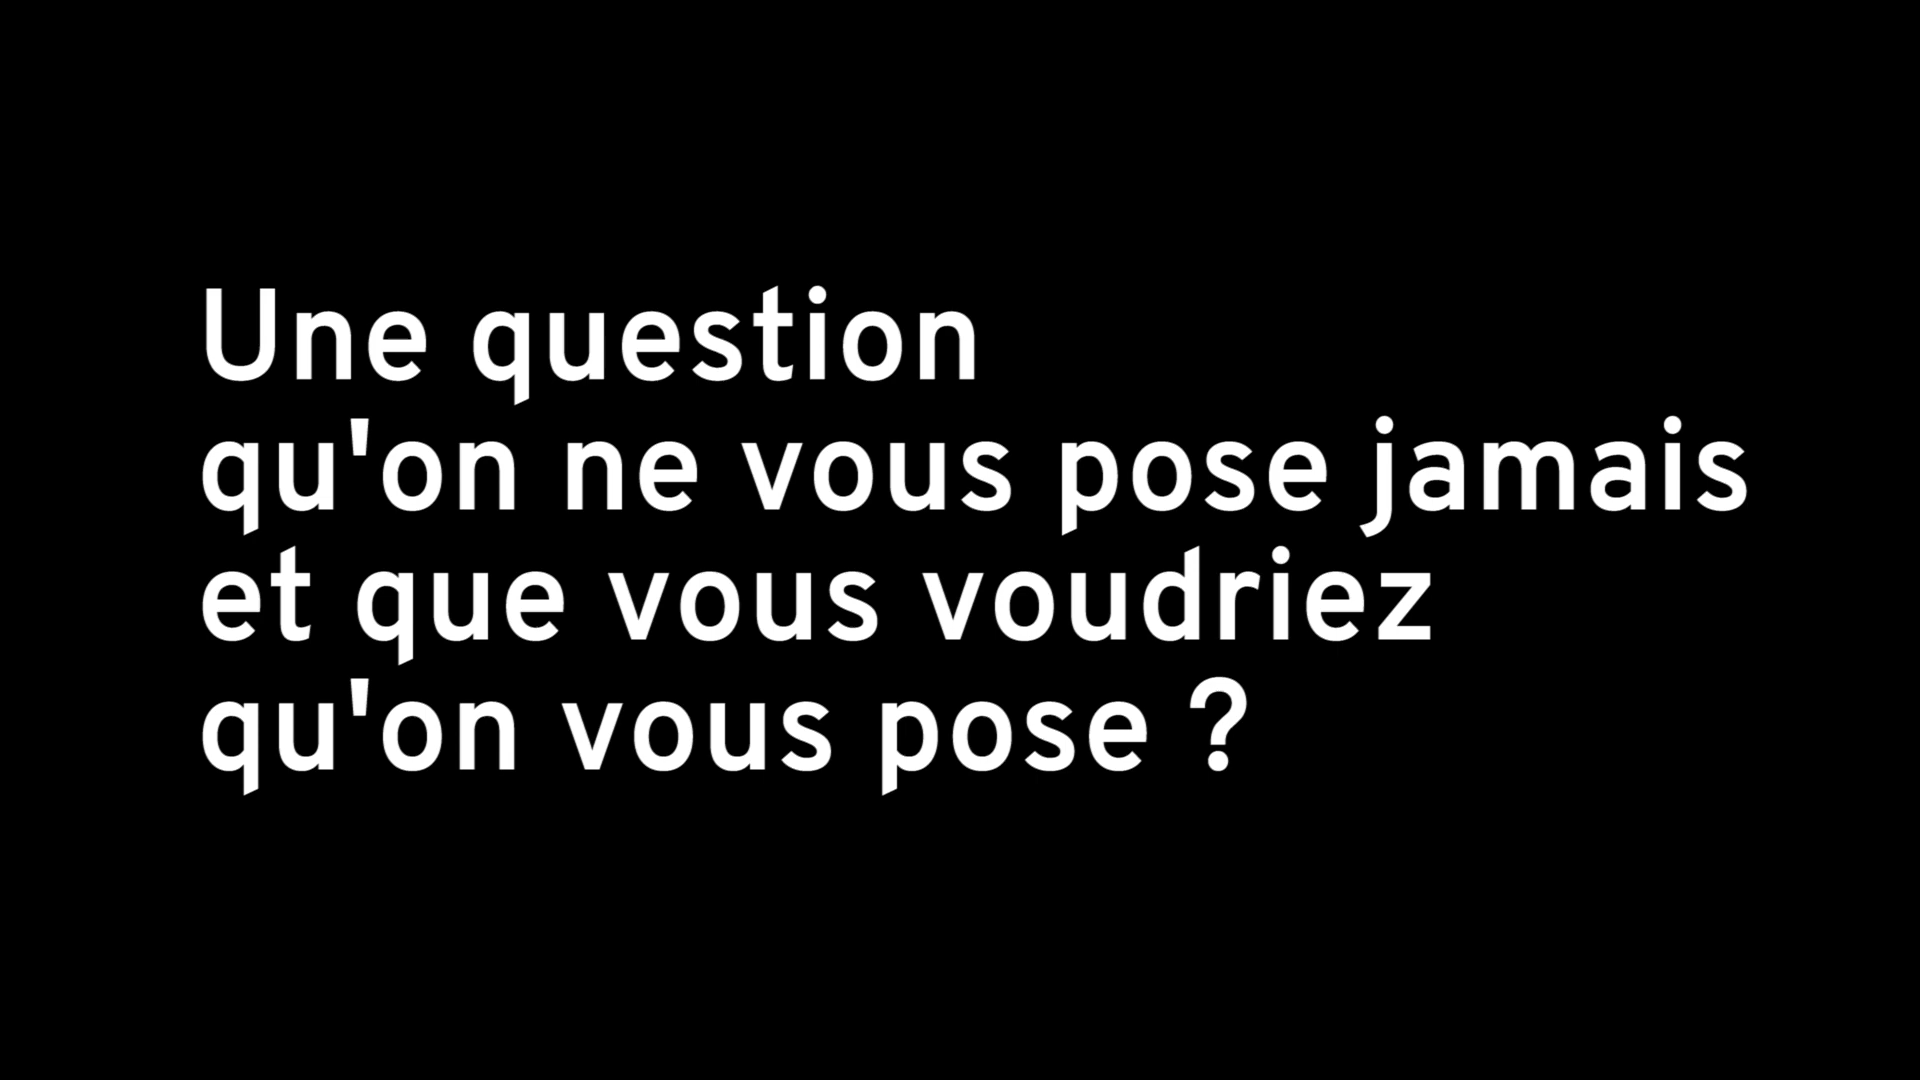 Une question
qu'on ne vous pose jamais
et que vous voudriez
qu'on vous pose ?